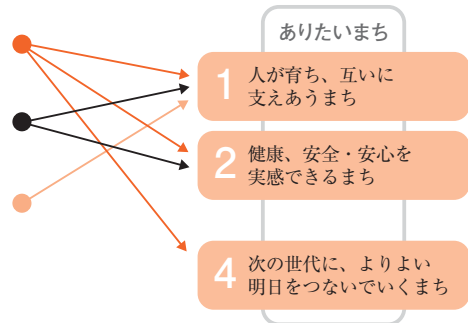 ありたいまち
1 人が育ち、互いに
支えあうまち
2 健康、安全・安心を
実感できるまち
4 次の世代に、よりよい
明日をつないでいくまち